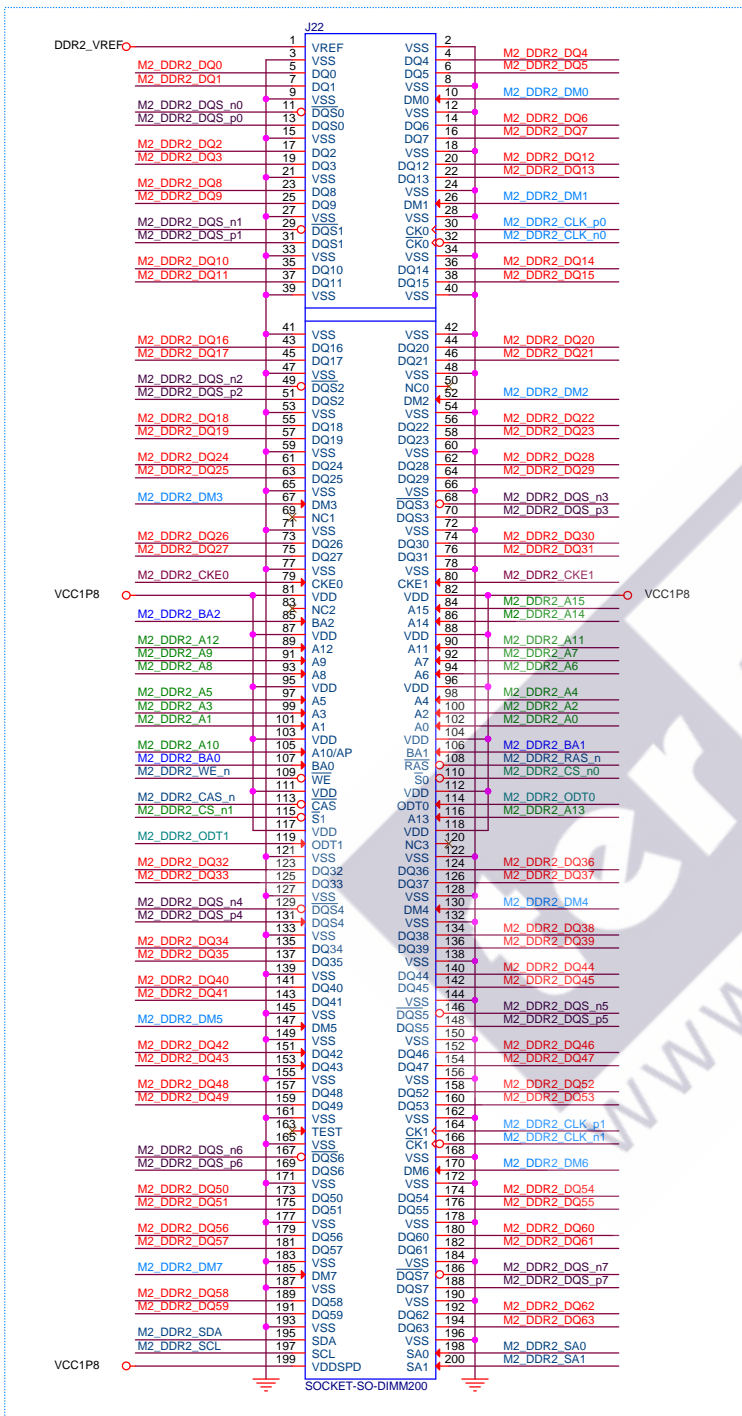 J22
DDR2_VREF 1 VREF VSS 2
3 VSS DQ4 4 M2_DDR2_DQ4
M2_DDR2_DQ0 5 DQ0 DQ5 6 M2_DDR2_DQ5
M2_DDR2_DQ1 7 DQ1 VSS 8
9 VSS DM0 10 M2_DDR2_DM0
M2_DDR2_DQS_n0 11 DQS0 VSS 12
M2_DDR2_DQS_p0 13 DQS0 DQ6 14 M2_DDR2_DQ6
15 VSS DQ7 16 M2_DDR2_DQ7
M2_DDR2_DQ2 17 DQ2 VSS 18
M2_DDR2_DQ3 19 DQ3 DQ12 20 M2_DDR2_DQ12
21 VSS DQ13 22 M2_DDR2_DQ13
M2_DDR2_DQ8 23 DQ8 VSS 24
M2_DDR2_DQ9 25 DQ9 DM1 26 M2_DDR2_DM1
27 VSS VSS 28
M2_DDR2_DQS_n1 29 DQS1 CK0 30 M2_DDR2_CLK_p0
M2_DDR2_DQS_p1 31 DQS1 CK0 32 M2_DDR2_CLK_n0
33 VSS VSS 34
M2_DDR2_DQ10 35 DQ10 DQ14 36 M2_DDR2_DQ14
M2_DDR2_DQ11 37 DQ11 DQ15 38 M2_DDR2_DQ15
39 VSS VSS 40
41 VSS VSS 42
M2_DDR2_DQ16 43 DQ16 DQ20 44 M2_DDR2_DQ20
M2_DDR2_DQ17 45 DQ17 DQ21 46 M2_DDR2_DQ21
47 VSS VSS 48
M2_DDR2_DQS_n2 49 DQS2 NC0 50
M2_DDR2_DQS_p2 51 DQS2 DM2 52 M2_DDR2_DM2
53 VSS VSS 54
M2_DDR2_DQ18 55 DQ18 DQ22 56 M2_DDR2_DQ22
M2_DDR2_DQ19 57 DQ19 DQ23 58 M2_DDR2_DQ23
59 VSS VSS 60
M2_DDR2_DQ24 61 DQ24 DQ28 62 M2_DDR2_DQ28
M2_DDR2_DQ25 63 DQ25 DQ29 64 M2_DDR2_DQ29
65 VSS VSS 66
M2_DDR2_DM3 67 DM3 DQS3 68 M2_DDR2_DQS_n3
69 NC1 DQS3 70 M2_DDR2_DQS_p3
71 VSS VSS 72
M2_DDR2_DQ26 73 DQ26 DQ30 74 M2_DDR2_DQ30
M2_DDR2_DQ27 75 DQ27 DQ31 76 M2_DDR2_DQ31
77 VSS VSS 78
M2_DDR2_CKE0 79 CKE0 CKE1 80 M2_DDR2_CKE1
VCC1P8 81 VDD VDD 82 VCC1P8
83 NC2 A15 84 M2_DDR2_A15
M2_DDR2_BA2 85 BA2 A14 86 M2_DDR2_A14
87 VDD VDD 88
M2_DDR2_A12 89 A12 A11 90 M2_DDR2_A11
M2_DDR2_A9 91 A9 A7 92 M2_DDR2_A7
M2_DDR2_A8 93 A8 A6 94 M2_DDR2_A6
95 VDD VDD 96
M2_DDR2_A5 97 A5 A4 98 M2_DDR2_A4
M2_DDR2_A3 99 A3 A2 100 M2_DDR2_A2
M2_DDR2_A1 101 A1 A0 102 M2_DDR2_A0
103 VDD VDD 104
M2_DDR2_A10 105 A10/AP BA1 106 M2_DDR2_BA1
M2_DDR2_BA0 107 BA0 RAS 108 M2_DDR2_RAS_n
M2_DDR2_WE_n 109 WE S0 110 M2_DDR2_CS_n0
111 VDD VDD 112
M2_DDR2_CAS_n 113 CAS ODT0 114 M2_DDR2_ODT0
M2_DDR2_CS_n1 115 S1 A13 116 M2_DDR2_A13
117 VDD VDD 118
M2_DDR2_ODT1 119 ODT1 NC3 120
121 VSS VSS 122
M2_DDR2_DQ32 123 DQ32 DQ36 124 M2_DDR2_DQ36
M2_DDR2_DQ33 125 DQ33 DQ37 126 M2_DDR2_DQ37
127 VSS VSS 128
M2_DDR2_DQS_n4 129 DQS4 DM4 130 M2_DDR2_DM4
M2_DDR2_DQS_p4 131 DQS4 VSS 132
133 VSS DQ38 134 M2_DDR2_DQ38
M2_DDR2_DQ34 135 DQ34 DQ39 136 M2_DDR2_DQ39
M2_DDR2_DQ35 137 DQ35 VSS 138
139 VSS DQ44 140 M2_DDR2_DQ44
M2_DDR2_DQ40 141 DQ40 DQ45 142 M2_DDR2_DQ45
M2_DDR2_DQ41 143 DQ41 VSS 144
145 VSS DQS5 146 M2_DDR2_DQS_n5
M2_DDR2_DM5 147 DM5 DQS5 148 M2_DDR2_DQS_p5
149 VSS VSS 150
M2_DDR2_DQ42 151 DQ42 DQ46 152 M2_DDR2_DQ46
M2_DDR2_DQ43 153 DQ43 DQ47 154 M2_DDR2_DQ47
155 VSS VSS 156
M2_DDR2_DQ48 157 DQ48 DQ52 158 M2_DDR2_DQ52
M2_DDR2_DQ49 159 DQ49 DQ53 160 M2_DDR2_DQ53
161 VSS VSS 162
163 TEST CK1 164 M2_DDR2_CLK_p1
165 VSS CK1 166 M2_DDR2_CLK_n1
M2_DDR2_DQS_n6 167 DQS6 VSS 168
M2_DDR2_DQS_p6 169 DQS6 DM6 170 M2_DDR2_DM6
171 VSS VSS 172
M2_DDR2_DQ50 173 DQ50 DQ54 174 M2_DDR2_DQ54
M2_DDR2_DQ51 175 DQ51 DQ55 176 M2_DDR2_DQ55
177 VSS VSS 178
M2_DDR2_DQ56 179 DQ56 DQ60 180 M2_DDR2_DQ60
M2_DDR2_DQ57 181 DQ57 DQ61 182 M2_DDR2_DQ61
183 VSS VSS 184
M2_DDR2_DM7 185 DM7 DQS7 186 M2_DDR2_DQS_n7
187 VSS DQS7 188 M2_DDR2_DQS_p7
M2_DDR2_DQ58 189 DQ58 VSS 190
M2_DDR2_DQ59 191 DQ59 DQ62 192 M2_DDR2_DQ62
193 VSS DQ63 194 M2_DDR2_DQ63
M2_DDR2_SDA 195 SDA VSS 196
M2_DDR2_SCL 197 SCL SA0 198 M2_DDR2_SA0
VCC1P8 199 VDDSPD SA1 200 M2_DDR2_SA1
SOCKET-SO-DIMM200
ter
www